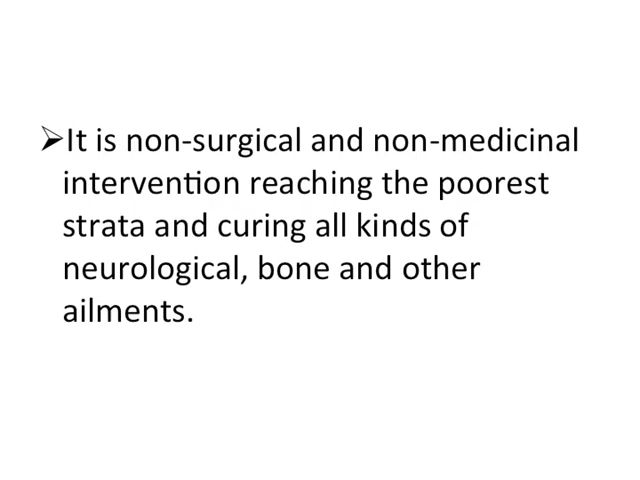 ➢It is non-surgical and non-medicinal
intervention reaching the poorest
strata and curing all kinds of
neurological, bone and other
ailments.